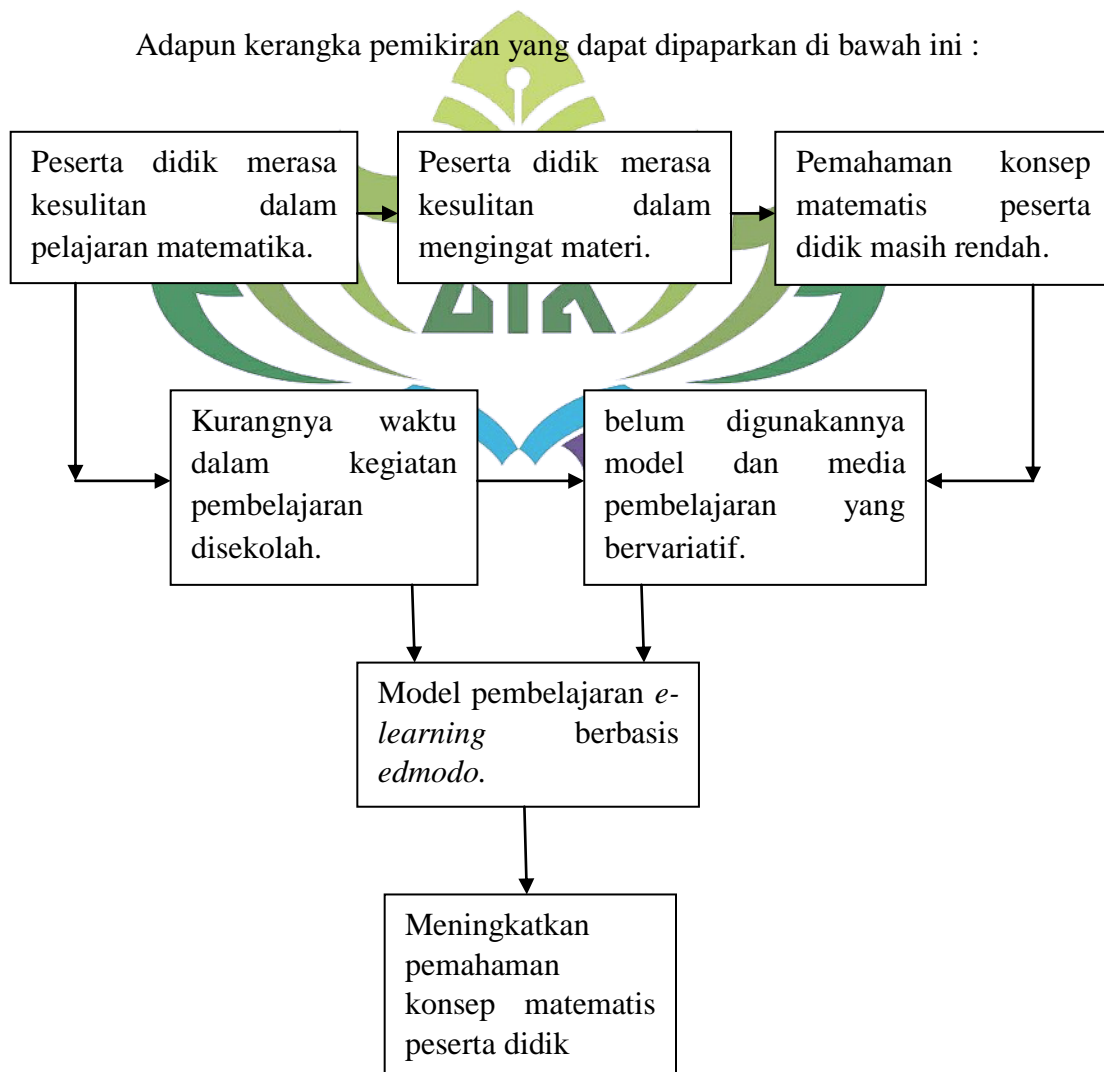 Adapun kerangka pemikiran yang dapat dipaparkan di bawah ini :
Peserta didik merasa
kesulitan dalam
pelajaran matematika.
Peserta didik merasa
kesulitan dalam
mengingat materi.
Pemahaman konsep
matematis peserta
didik masih rendah.
Kurangnya waktu
dalam kegiatan
pembelajaran
disekolah.
belum digunakannya
model dan media
pembelajaran yang
bervariatif.
Model pembelajaran e-
learning berbasis
edmodo.
Meningkatkan
pemahaman
konsep matematis
peserta didik